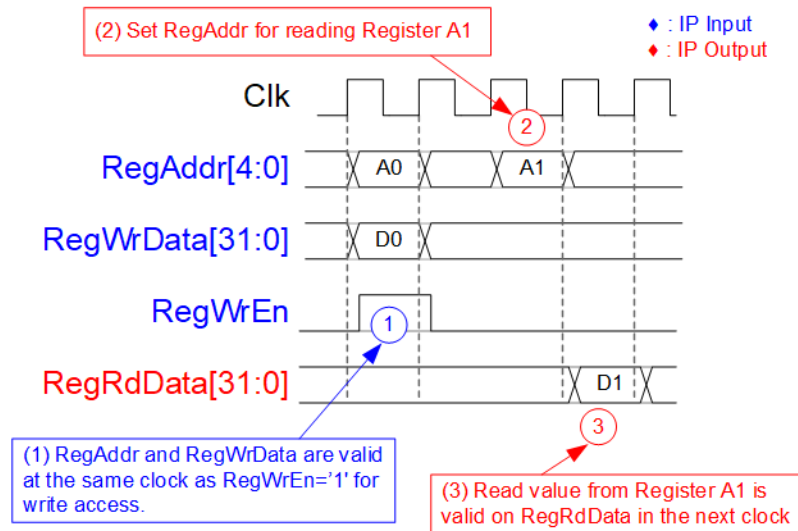 (2) Set RegAddr for reading Register A1
♦ : IP Input
♦ : IP Output
Clk
2
RegAddr[4:0]
A0
A1
RegWrData[31:0]
D0
RegWrEn
1
RegRdData[31:0]
D1
3
(1) RegAddr and RegWrData are valid
at the same clock as RegWrEn='1' for
write access.
(3) Read value from Register A1 is
valid on RegRdData in the next clock